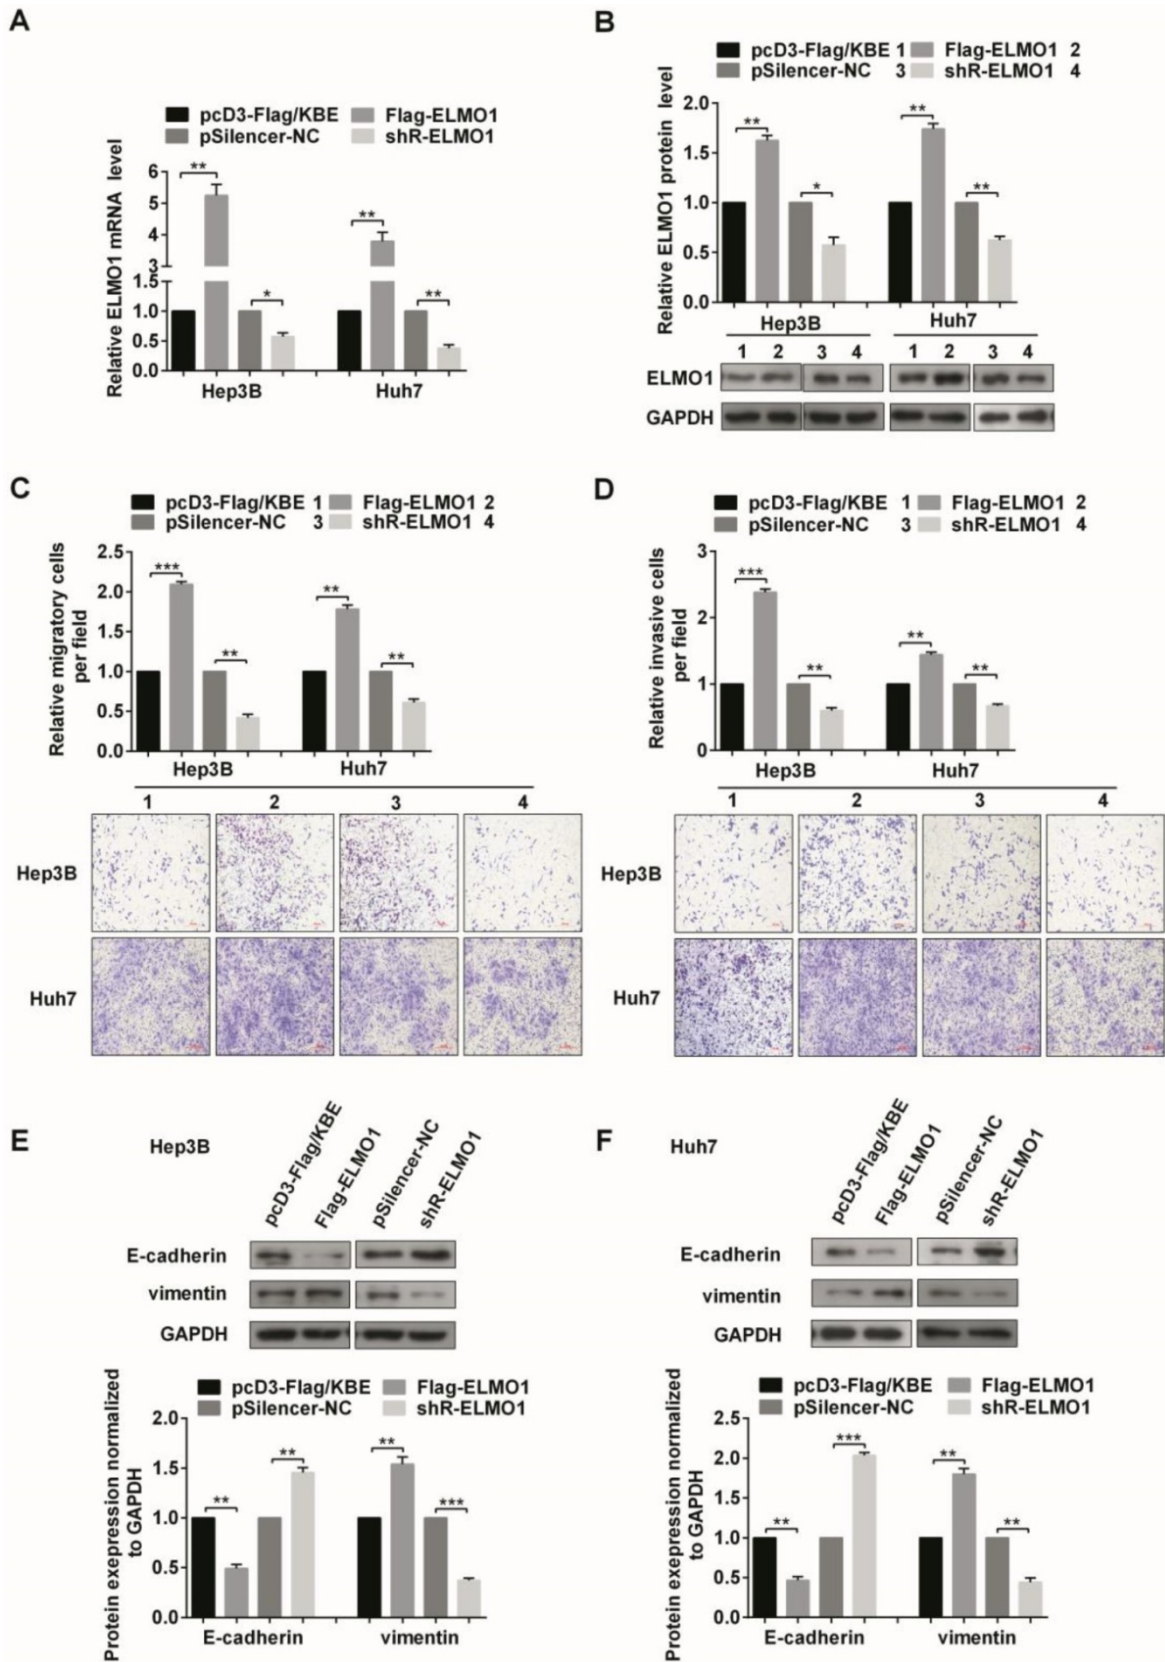 A
pcD3-Flag/KBE Flag-ELMO1
pSilencer-NC shR-ELMO1
Relative ELMO1 mRNA level
6
5
4
3
1.5
1.0
0.5
0.0
** * ** **
Hep3B Huh7
B
pcD3-Flag/KBE 1 Flag-ELMO1 2
pSilencer-NC 3 shR-ELMO1 4
Relative ELMO1 protein level
2.0
1.5
1.0
0.5
0.0
** * ** **
Hep3B Huh7
1 2 3 4 1 2 3 4
ELMO1
GAPDH
C
pcD3-Flag/KBE 1 Flag-ELMO1 2
pSilencer-NC 3 shR-ELMO1 4
Relative migratory cells
per field
2.5
2.0
1.5
1.0
0.5
0.0
*** ** ** **
Hep3B Huh7
1 2 3 4
Hep3B
Huh7
D
pcD3-Flag/KBE 1 Flag-ELMO1 2
pSilencer-NC 3 shR-ELMO1 4
Relative invasive cells
per field
3
2
1
0
*** ** ** **
Hep3B Huh7
1 2 3 4
Hep3B
Huh7
E
Hep3B
pcD3-Flag/KBE
Flag-ELMO1
pSilencer-NC
shR-ELMO1
E-cadherin
vimentin
GAPDH
pcD3-Flag/KBE Flag-ELMO1
pSilencer-NC shR-ELMO1
Protein exepression normalized
to GAPDH
2.0
1.5
1.0
0.5
0.0
** ** ** ***
E-cadherin vimentin
F
Huh7
pcD3-Flag/KBE
Flag-ELMO1
pSilencer-NC
shR-ELMO1
E-cadherin
vimentin
GAPDH
pcD3-Flag/KBE Flag-ELMO1
pSilencer-NC shR-ELMO1
Protein exepression normalized
to GAPDH
2.5
2.0
1.5
1.0
0.5
0.0
** *** ** **
E-cadherin vimentin